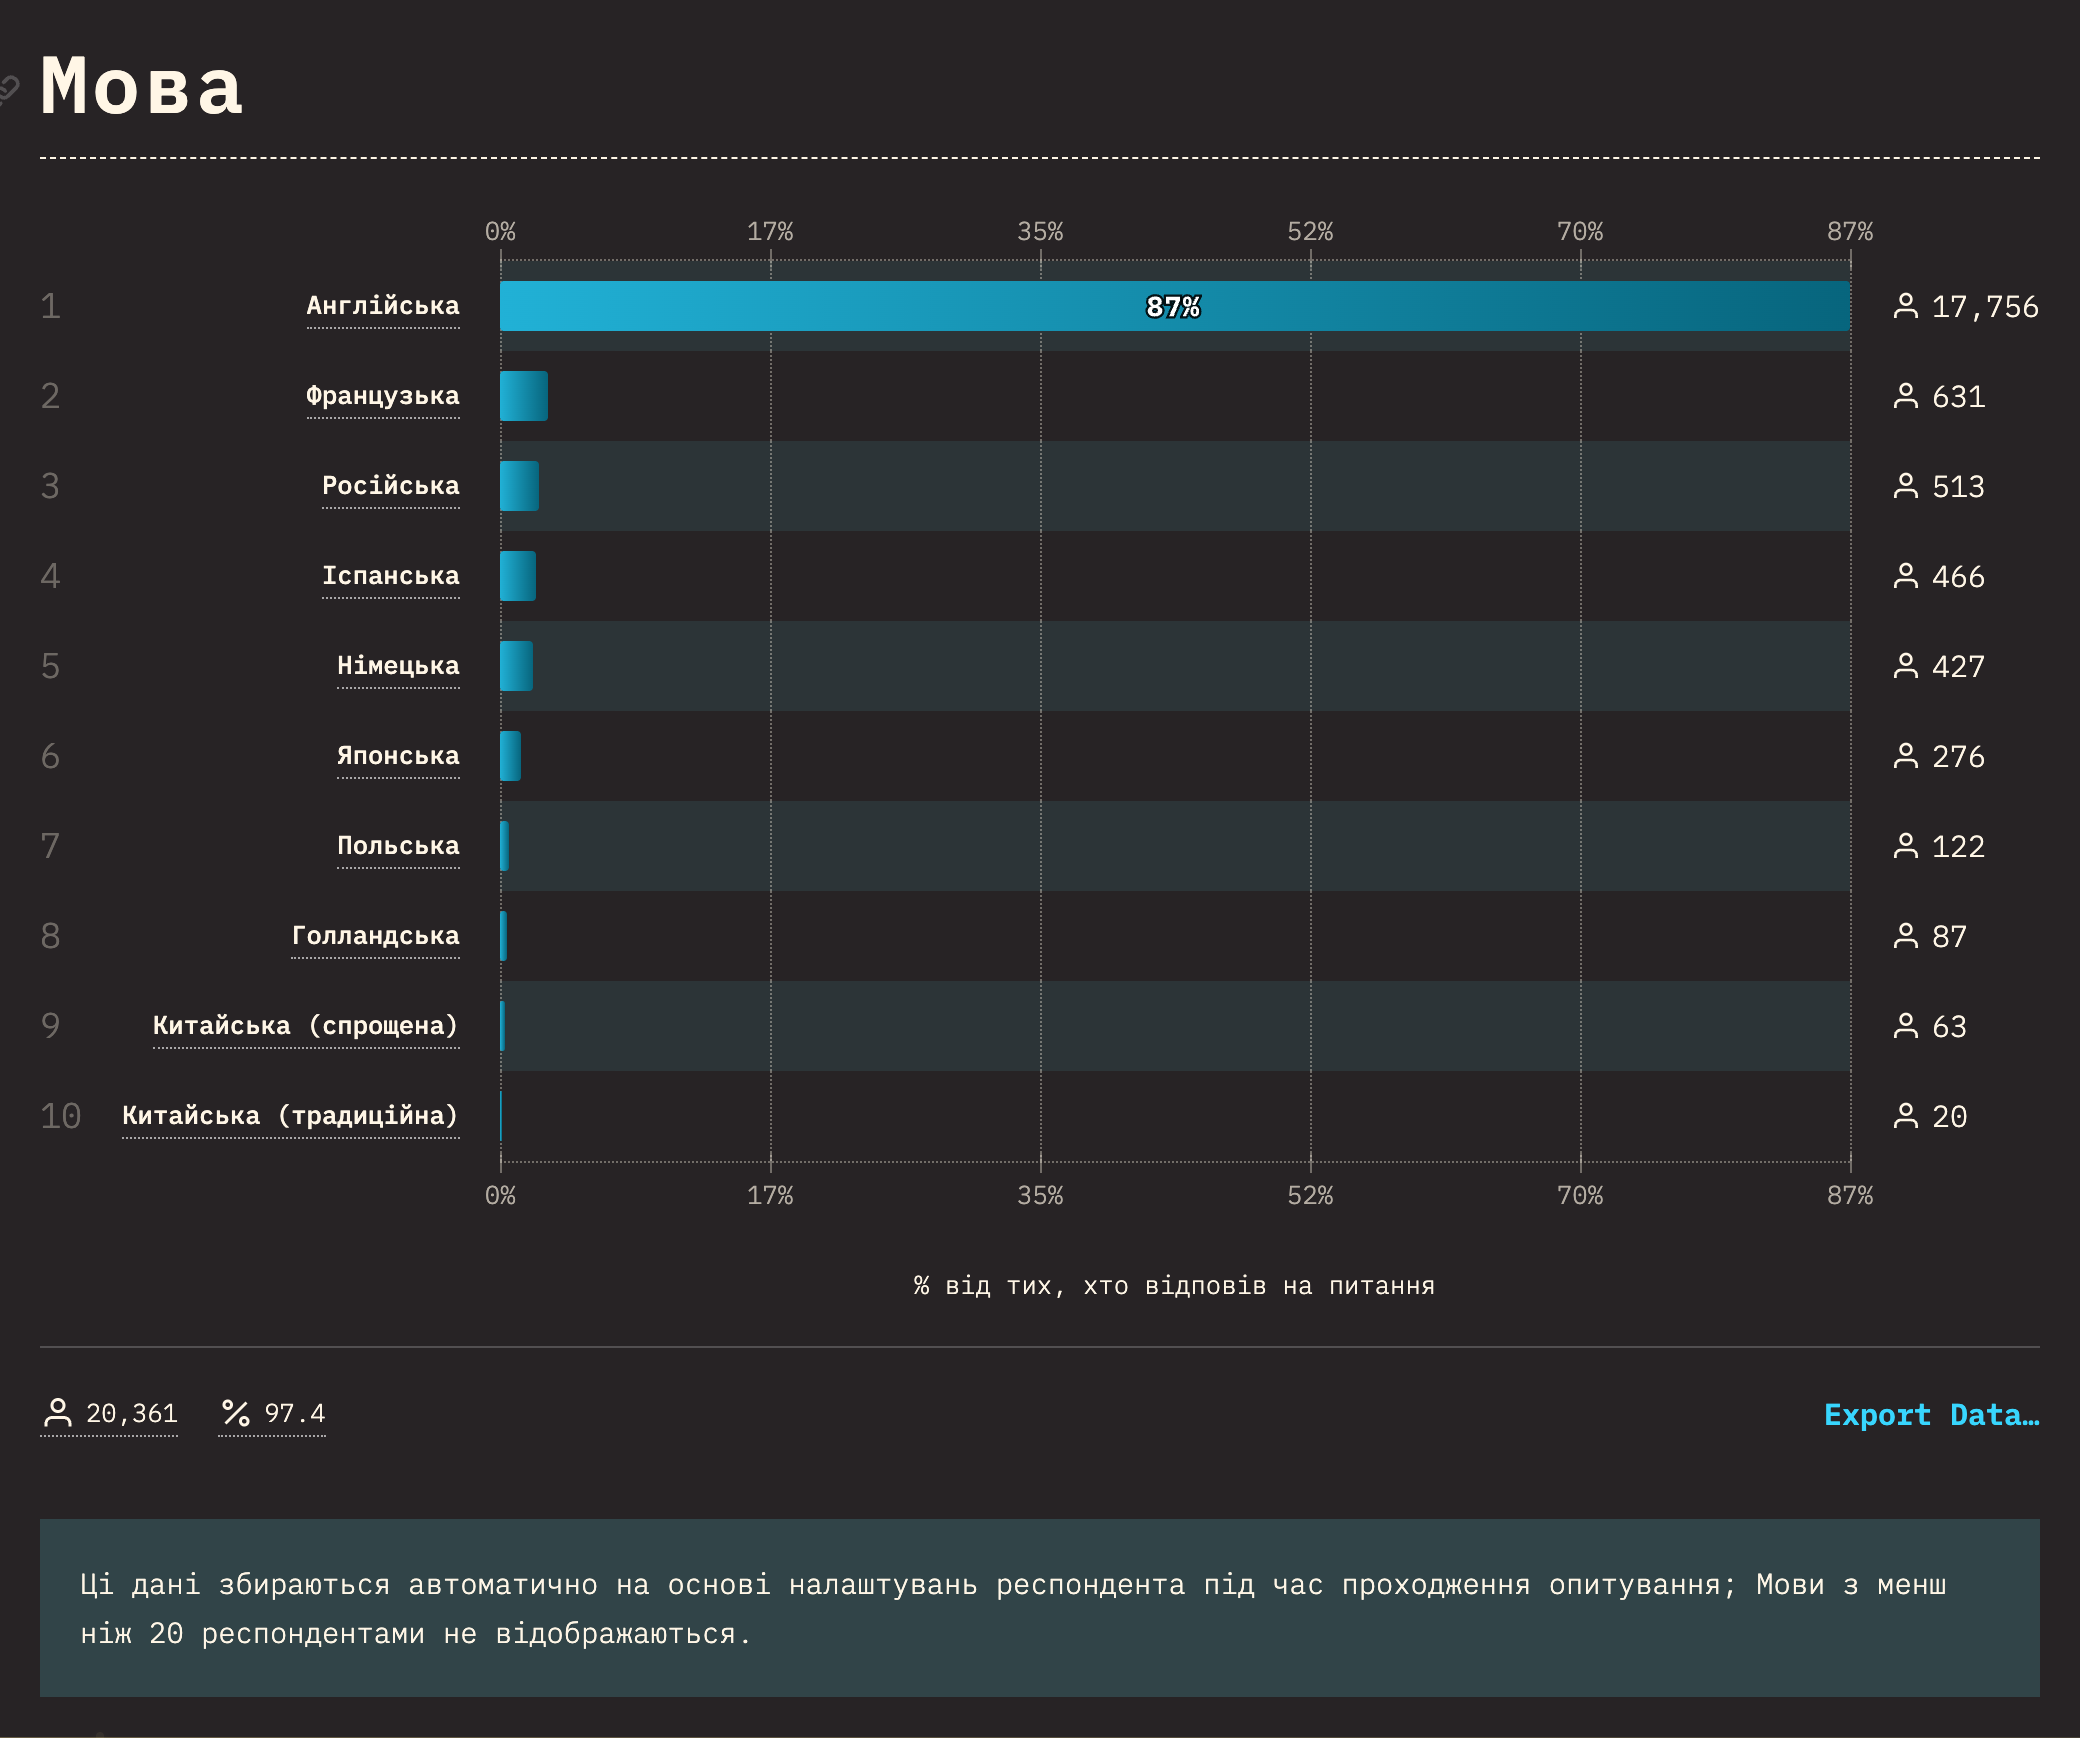 Мова
0% 17% 35% 52% 70% 87%
1 Англійська 87% 17,756
2 Французька 631
3 Російська 513
4 Іспанська 466
5 Німецька 427
6 Японська 276
7 Польська 122
8 Голландська 87
9 Китайська (спрощена) 63
10 Китайська (традиційна) 20
0% 17% 35% 52% 70% 87%
% від тих, хто відповів на питання
20,361 % 97.4 Export Data…
Ці дані збираються автоматично на основі налаштувань респондента під час проходження опитування; Мови з менш
ніж 20 респондентами не відображаються.